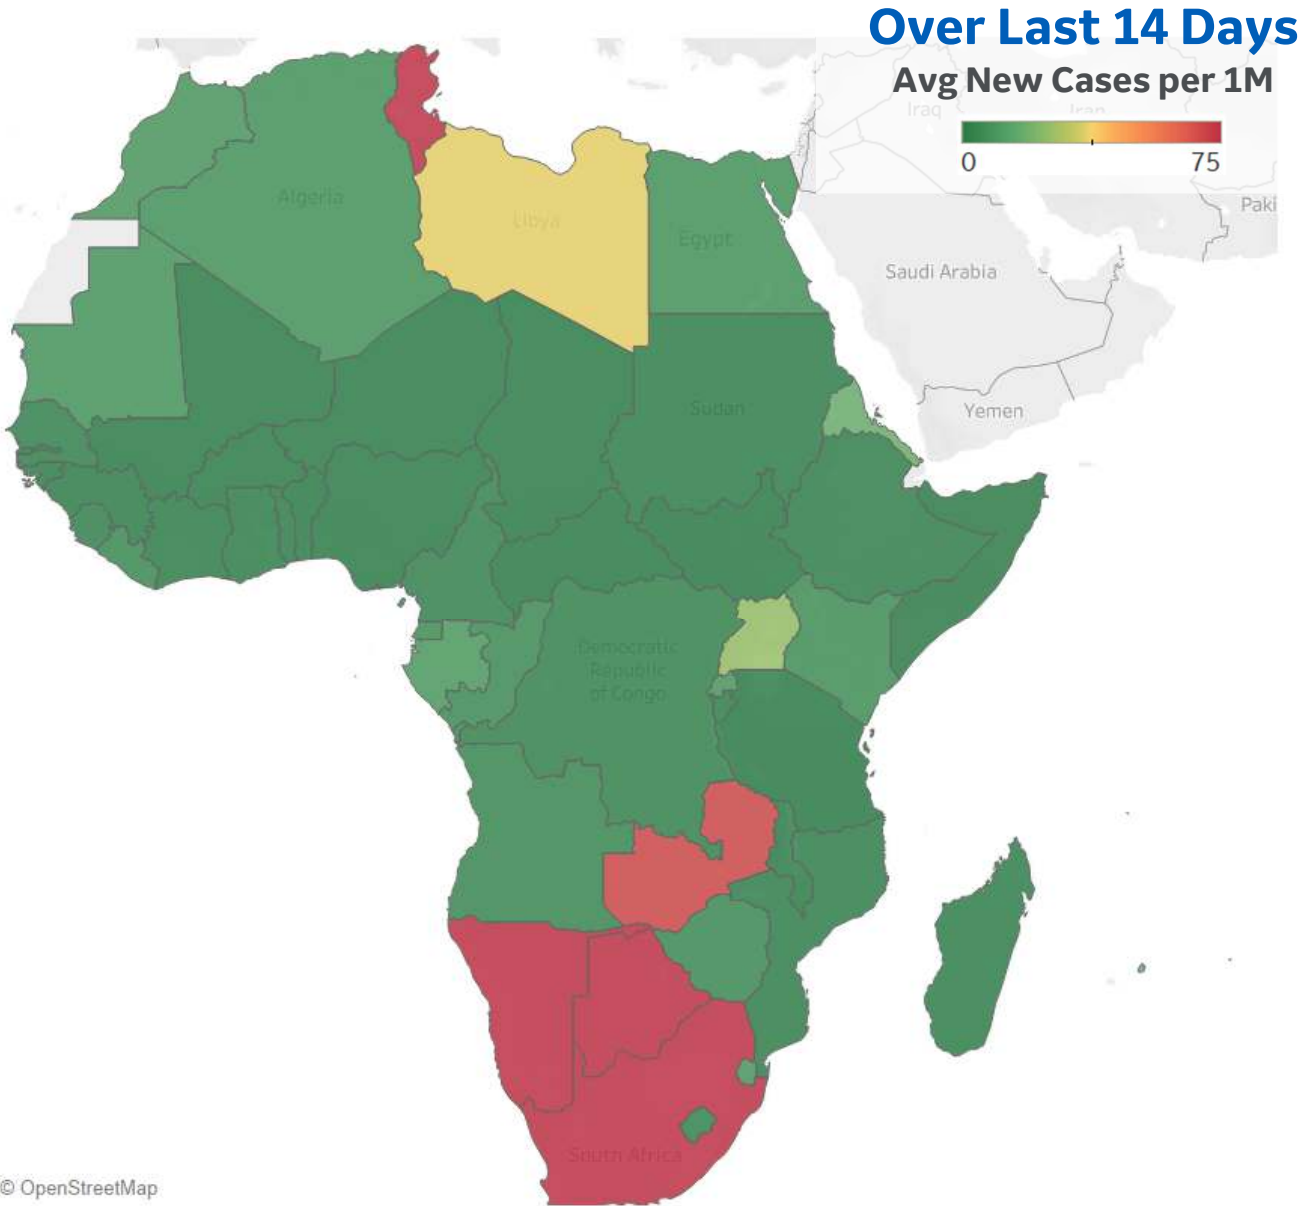 Over Last 14 Days
Avg New Cases per 1M
Iraq
Iran
0
75
Paki
Algeria
Libya
Egypt
Saudi Arabia
Sudan
Yemen
Democratic
Republic
of Congo
South Africa
© OpenStreetMap